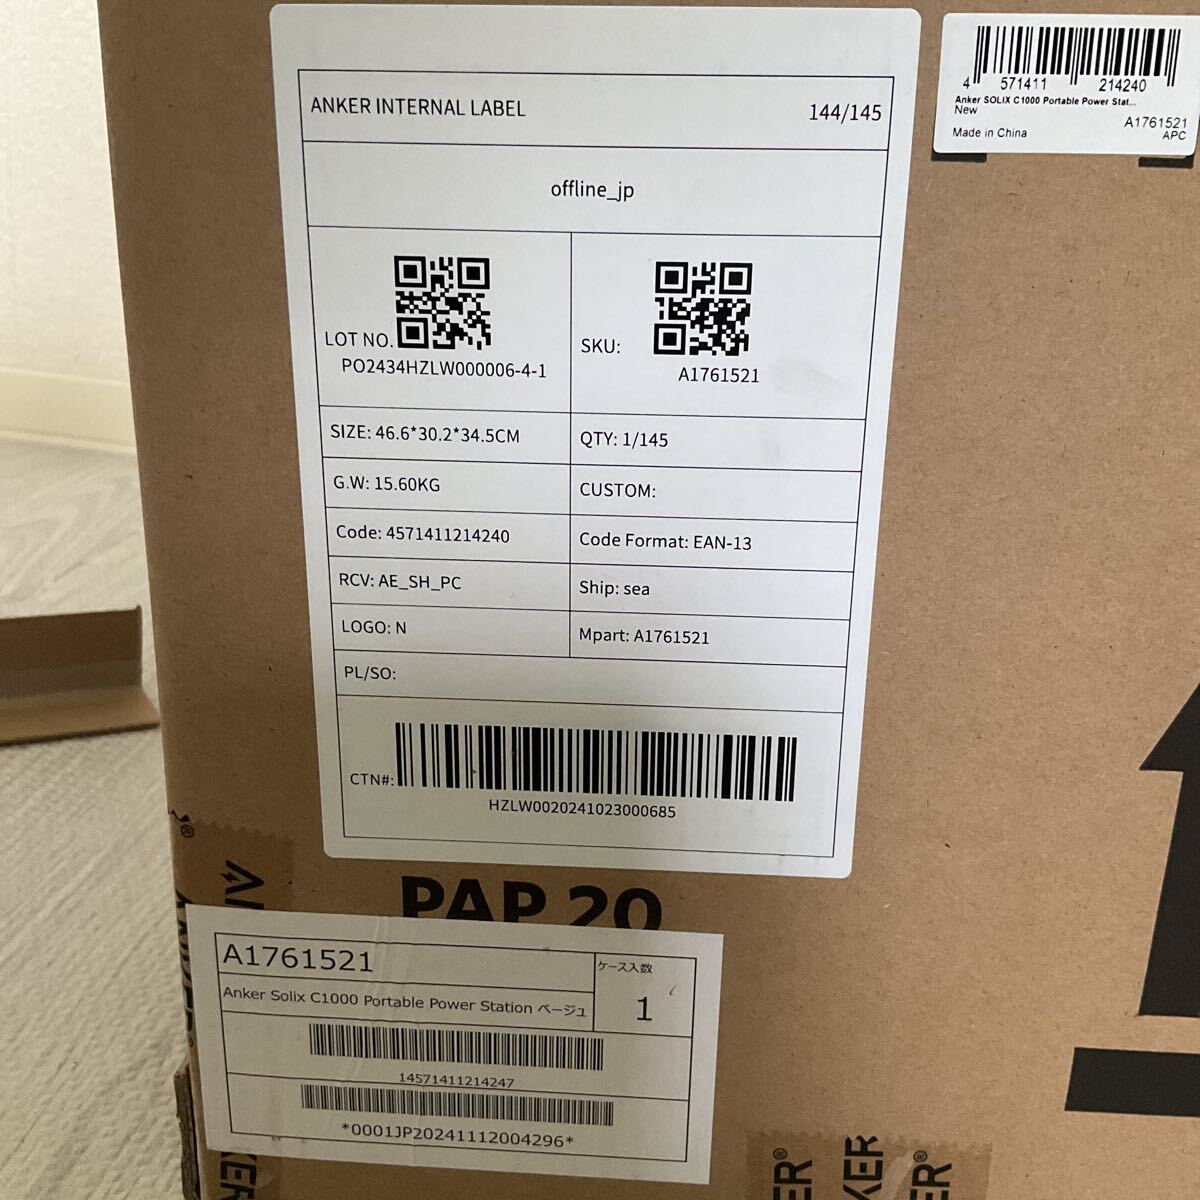 4 571411 214240
Anker SOLIX C1000 Portable Power Stat...
New
A1761521
Made in China
APC
ANKER INTERNAL LABEL
144/145
offline_jp
LOT NO.
PO2434HZLW000006-4-1
SKU:
A1761521
SIZE: 46.6*30.2*34.5CM
QTY: 1/145
G.W: 15.60KG
CUSTOM:
Code: 4571411214240
Code Format: EAN-13
RCV: AE_SH_PC
Ship: sea
LOGO: N
Mpart: A1761521
PL/SO:
CTN#:
HZLW0020241023000685
PAP 20
A1761521
ケース入数
Anker Solix C1000 Portable Power Station ベージュ
1
14571411214247
*0001JP20241112004296*